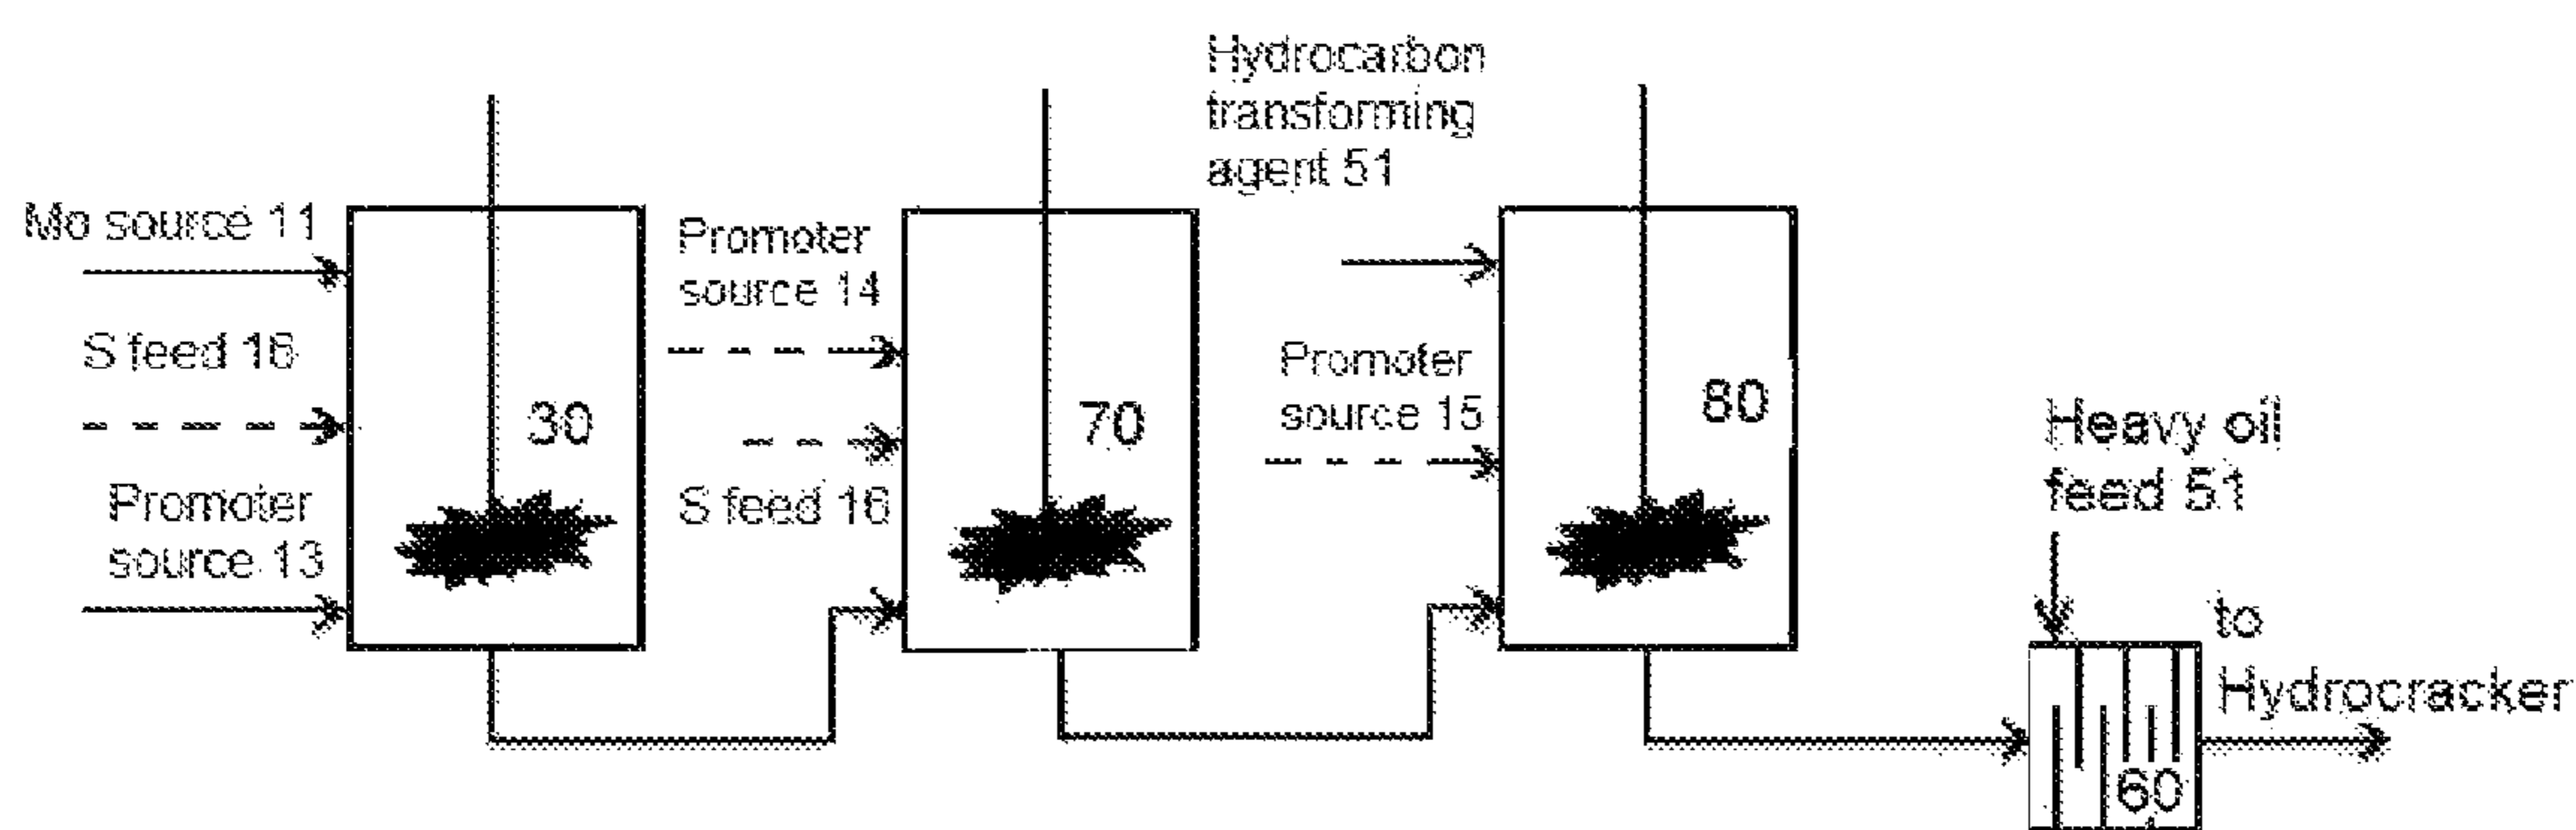 Hydrocarbon
transforming
agent 51
Mo source 11
Promoter
source 14
S feed 16
Promoter
source 15
30
70
80
Promoter
source 13
S feed 16
Heavy oil
feed 51
to
Hydrocracker
60